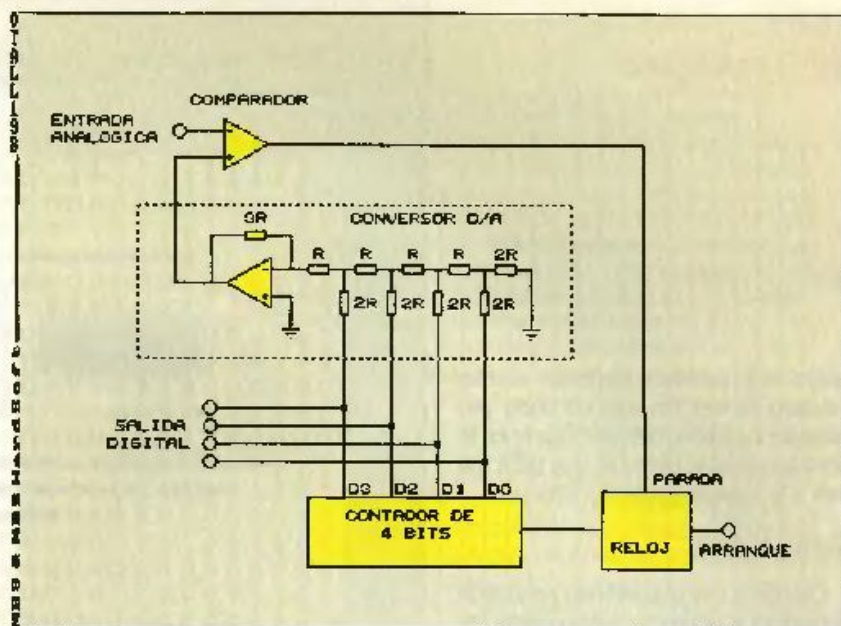 COMPARADOR
ENTRADA
ANALOGICA
CONVERSOR D/A
R R R R 2R
2R 2R 2R 2R
SALIDA
DIGITAL
D3 D2 D1 D0
PARADA
CONTADOR DE
4 BITS
RELOJ
ARRANQUE